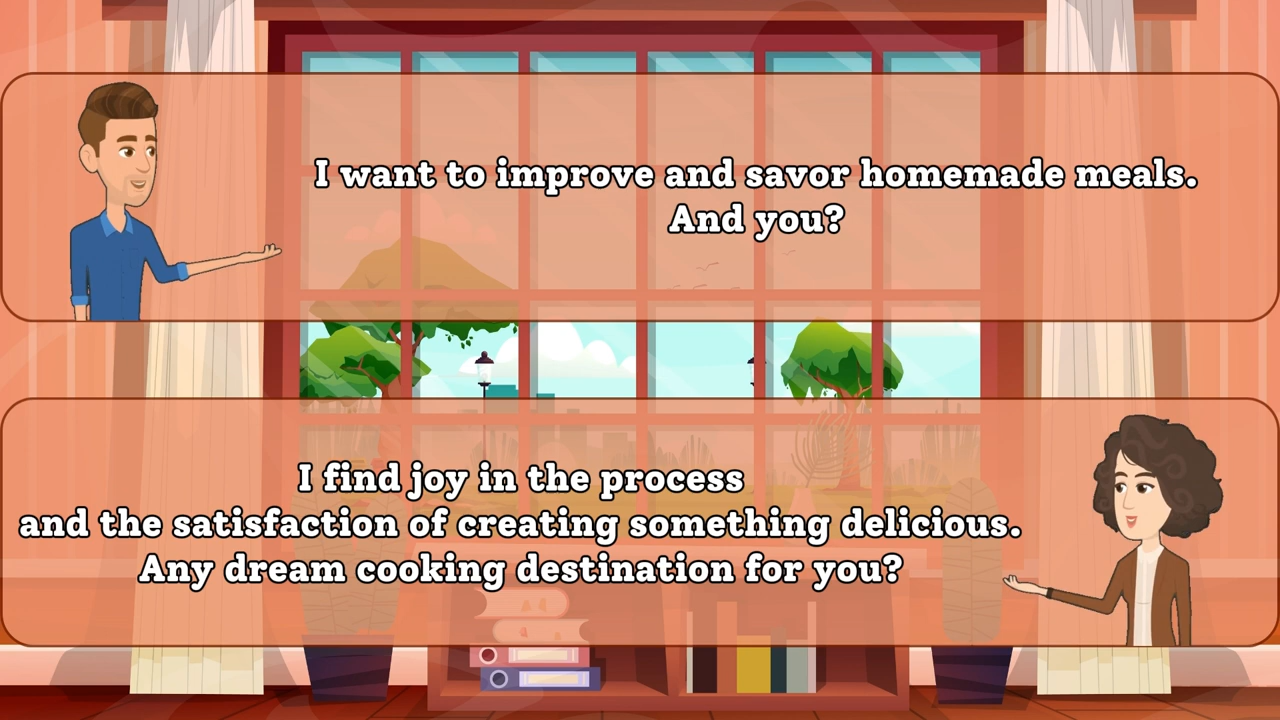 I want to improve and savor homemade meals.
And you?
I find joy in the process
and the satisfaction of creating something delicious.
Any dream cooking destination for you?